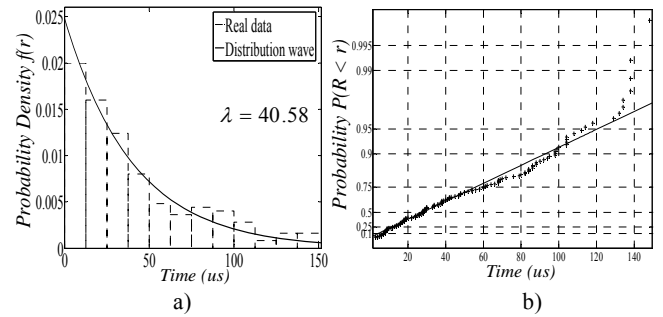 a)
Probability Density f(r)
0.025
0.020
0.015
0.010
0.005
0
0 50 100 150
Time (us)
Real data
Distribution wave
λ = 40.58
a)
b)
Probability P(R < r)
0.995
0.99
0.95
0.9
0.75
0.5
0.25
0.1
20 40 60 80 100 120 140
Time (us)
b)